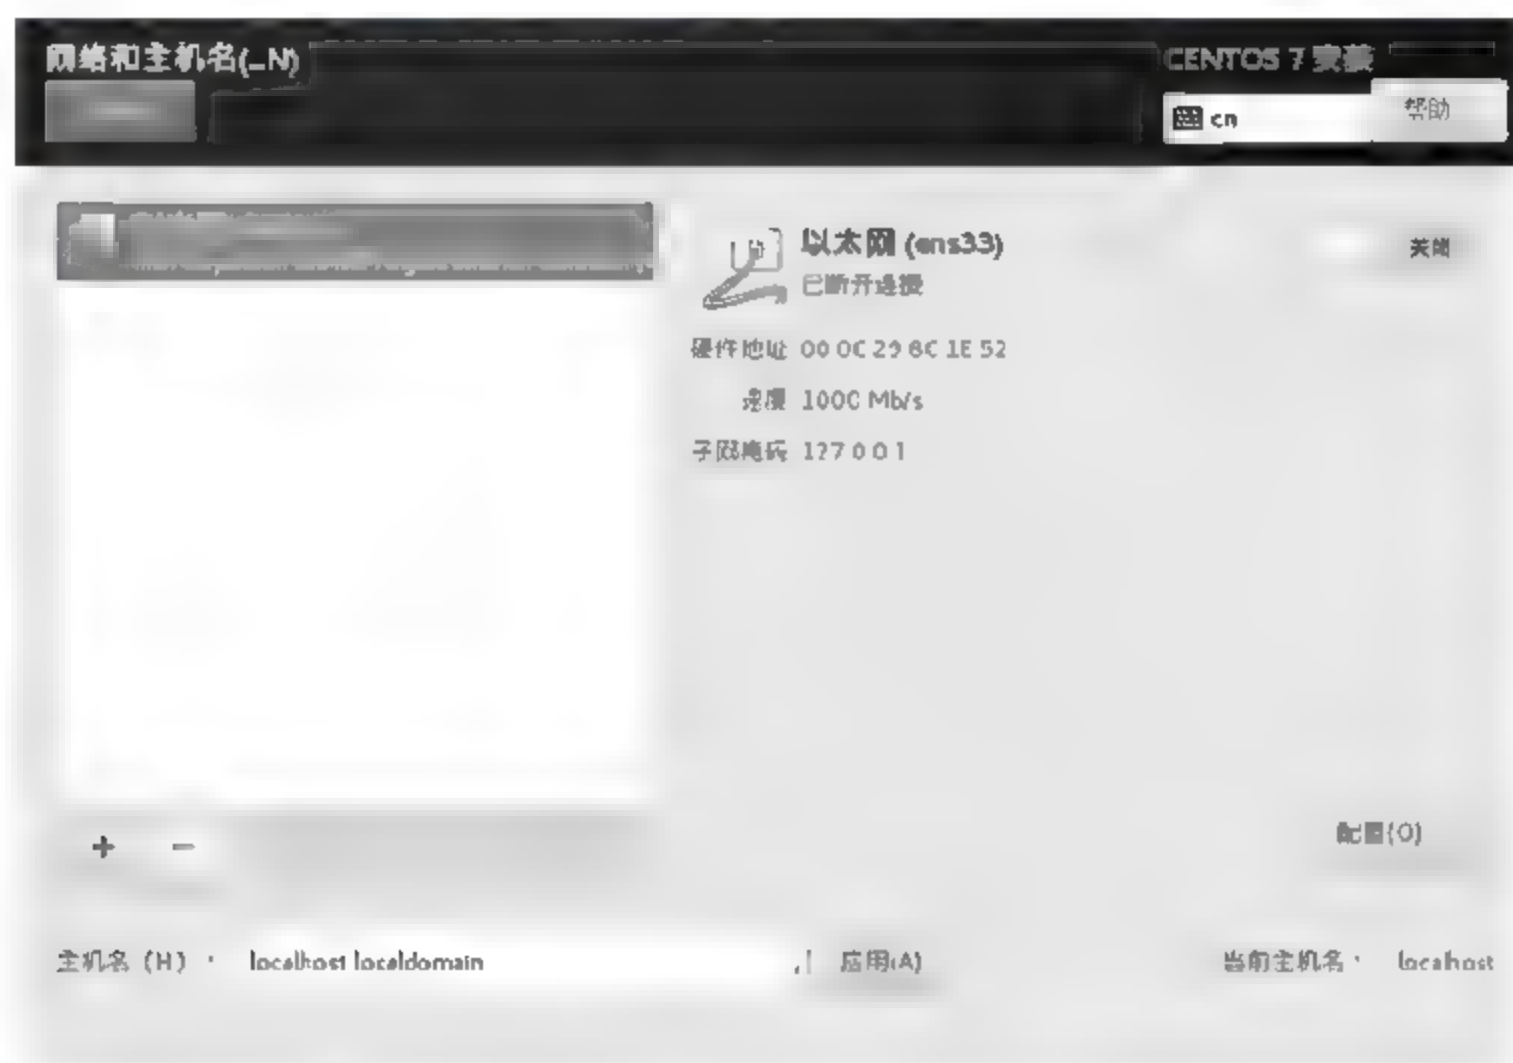 网络和主机名(_N)
CENTOS 7 安装
cn
帮助
以太网 (ens33)
关闭
已断开连接
硬件地址 00 0C 29 8C 1E 52
速度 1000 Mb/s
子网掩码 127 0 0 1
+ −
配置(O)
主机名 (H) : localhost localdomain
应用(A)
当前主机名: localhost